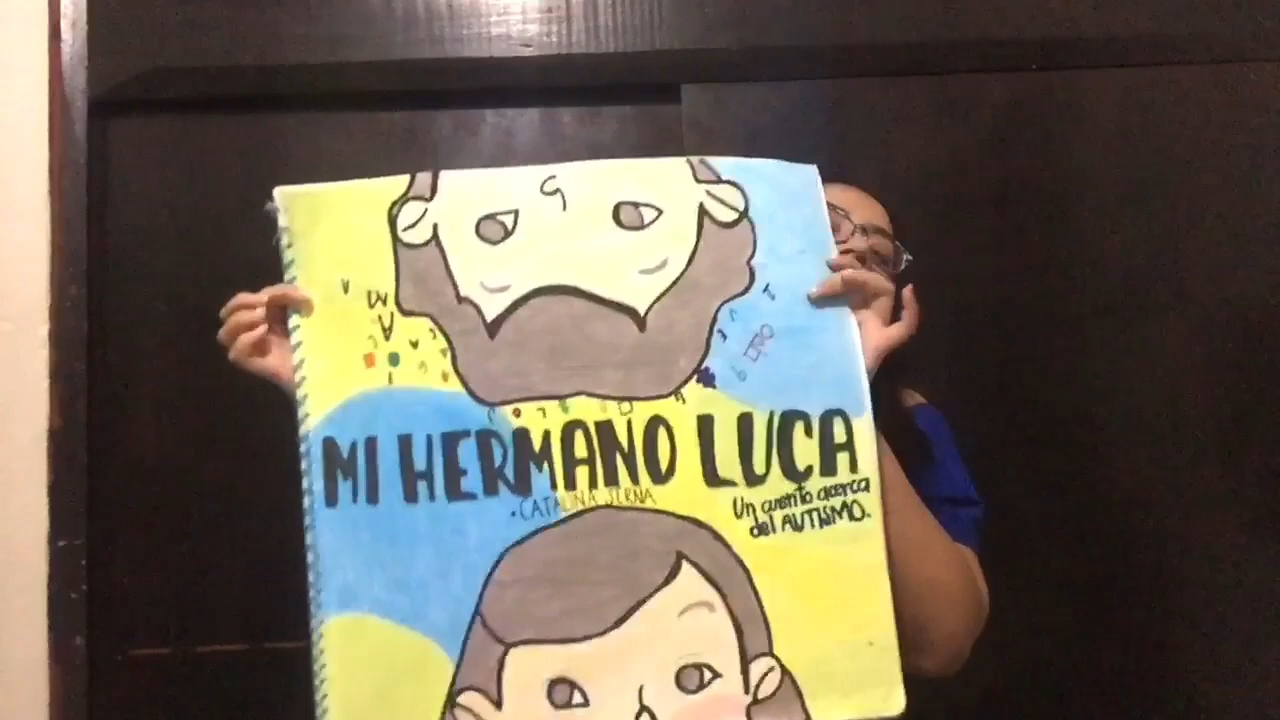 MI HERMANO LUCA
•CATALINA SERNA
Un cuento acerca
del AUTISMO.